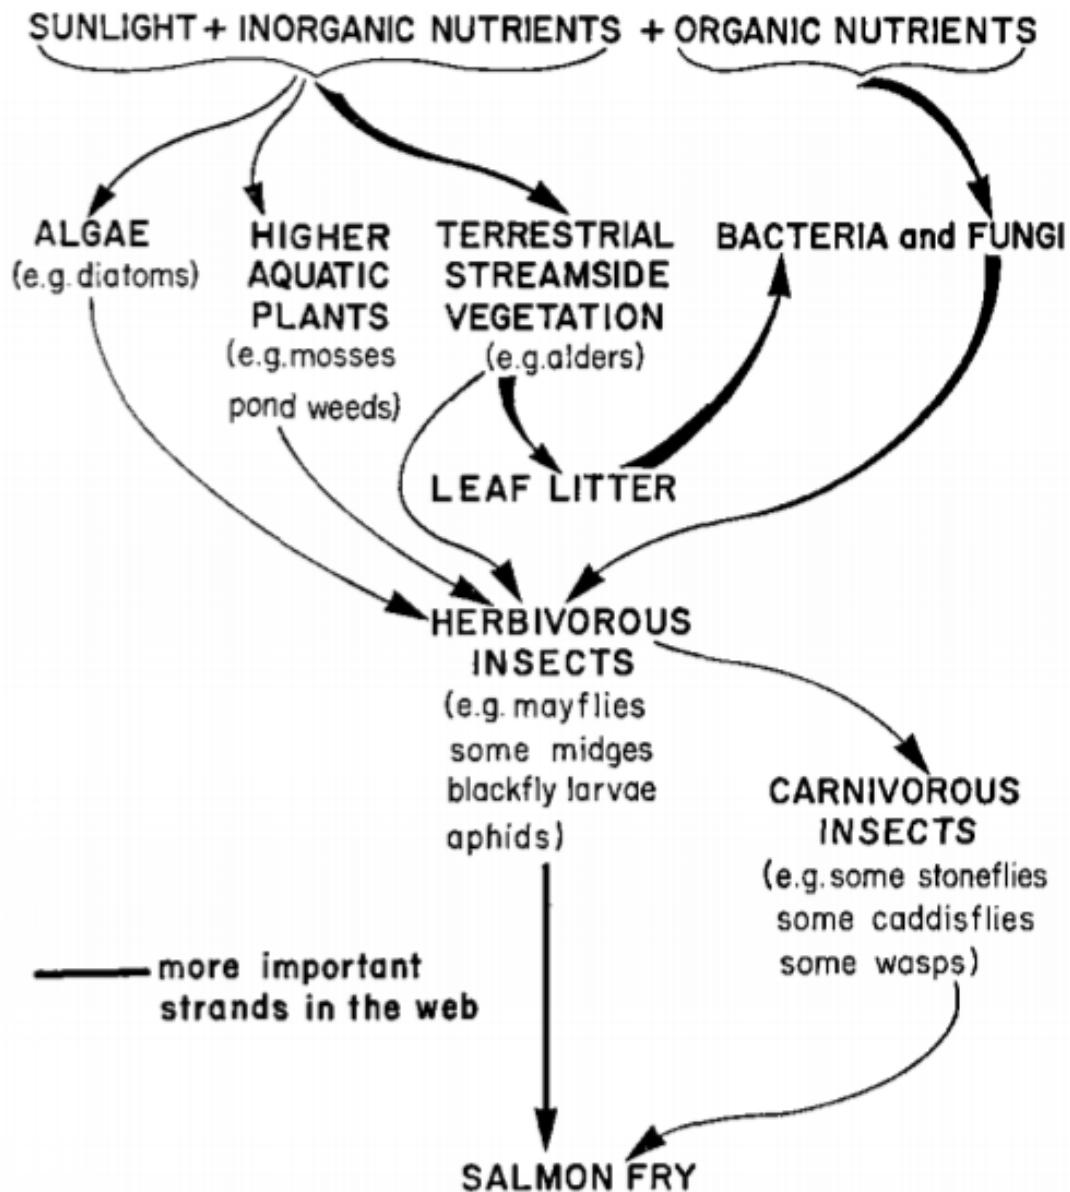 SUNLIGHT + INORGANIC NUTRIENTS + ORGANIC NUTRIENTS
ALGAE
(e.g. diatoms)
HIGHER
AQUATIC
PLANTS
(e.g. mosses
pond weeds)
TERRESTRIAL
STREAMSIDE
VEGETATION
(e.g. alders)
BACTERIA and FUNGI
LEAF LITTER
HERBIVOROUS
INSECTS
(e.g. mayflies
some midges
blackfly larvae
aphids)
CARNIVOROUS
INSECTS
(e.g. some stoneflies
some caddisflies
some wasps)
more important
strands in the web
SALMON FRY